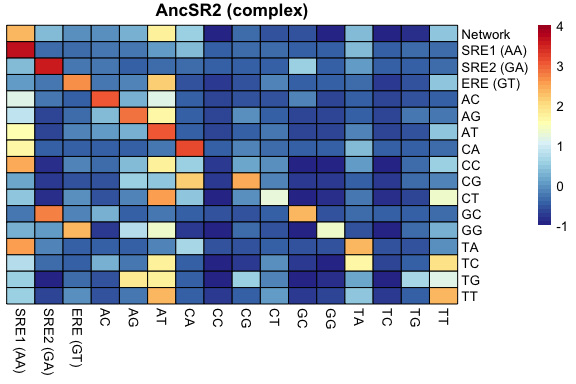 AncSR2 (complex)
Network
SRE1 (AA)
SRE2 (GA)
ERE (GT)
AC
AG
AT
CA
CC
CG
CT
GC
GG
TA
TC
TG
TT
4
3
2
1
0
-1
SRE1 (AA)
SRE2 (GA)
ERE (GT)
AC
AG
AT
CA
CC
CG
CT
GC
GG
TA
TC
TG
TT